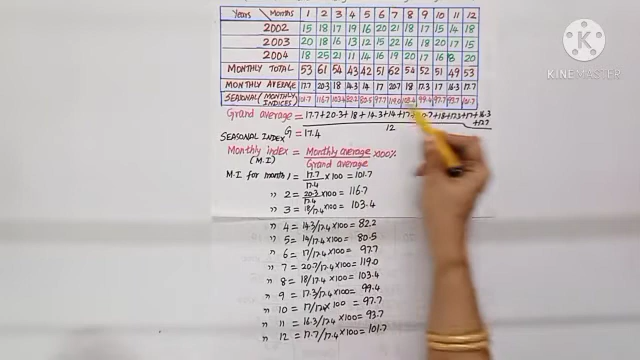 Years Months 1 2 3 4 5 6 7 8 9 10 11 12
2002 15 18 17 19 16 20 21 18 17 15 14 18
2003 20 18 16 13 12 15 22 16 18 20 17 15
2004 18 25 21 11 14 16 19 20 17 16 18 20
MONTHLY TOTAL 53 61 54 43 42 51 62 54 52 51 49 53
MONTHLY AVERAGE 17.7 20.3 18 14.3 14 17 20.7 18 17.3 17 16.3 17.7
SEASONAL (MONTHLY INDICES) 101.7 116.7 103.4 82.2 80.5 97.7 119.0 103.4 99.4 97.7 93.7 101.7
KINEMASTER
Grand average = 17.7+20.3+18+14.3+14+17+ 0.7+18+17.3+17+16.3
+17.7
12
SEASONAL INDEX G = 17.4
Monthly index = Monthly average ×100%
(M.I.) Grand average
M.I for month 1 = 17.7/17.4 ×100 = 101.7
" 2 = 20.3/17.4 ×100 = 116.7
" 3 = 18/17.4 ×100 = 103.4
" 4 = 14.3/17.4 ×100 = 82.2
" 5 = 14/17.4 ×100 = 80.5
" 6 = 17/17.4 ×100 = 97.7
" 7 = 20.7/17.4 ×100 = 119.0
" 8 = 18/17.4 ×100 = 103.4
" 9 = 17.3/17.4 ×100 = 99.4
" 10 = 17/17.4 ×100 = 97.7
" 11 = 16.3/17.4 ×100 = 93.7
" 12 = 17.7/17.4 ×100 = 101.7